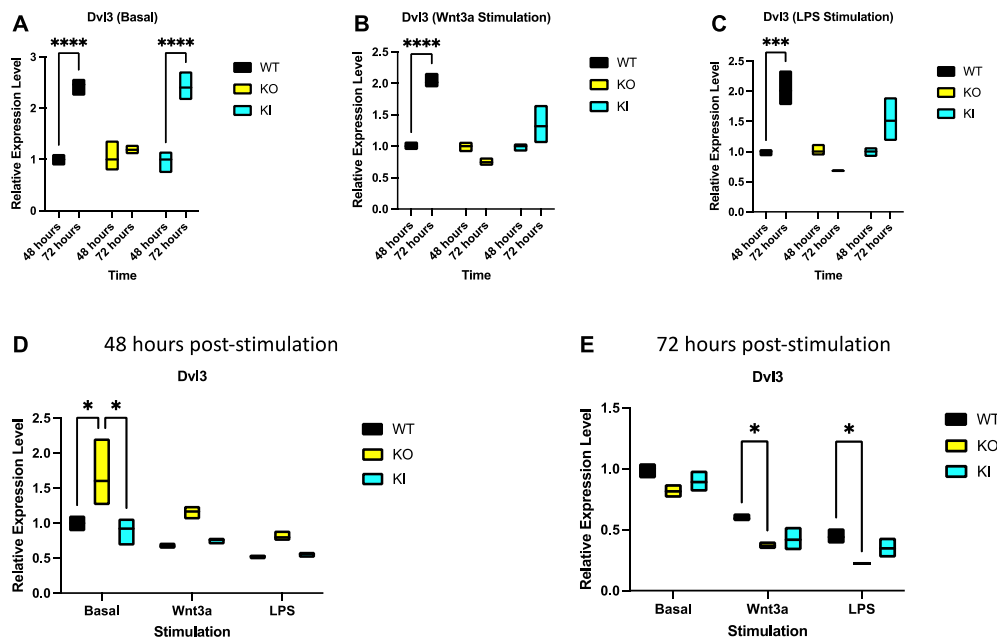 A
Dvl3 (Basal)
****
****
Relative Expression Level
3
2
1
0
48 hours
72 hours
48 hours
72 hours
48 hours
72 hours
Time
WT
KO
KI
B
Dvl3 (Wnt3a Stimulation)
****
Relative Expression Level
2.5
2.0
1.5
1.0
0.5
0.0
48 hours
72 hours
48 hours
72 hours
48 hours
72 hours
Time
WT
KO
KI
C
Dvl3 (LPS Stimulation)
***
Relative Expression Level
2.5
2.0
1.5
1.0
0.5
0.0
48 hours
72 hours
48 hours
72 hours
48 hours
72 hours
Time
WT
KO
KI
D
48 hours post-stimulation
Dvl3
* *
Relative Expression Level
2.5
2.0
1.5
1.0
0.5
0.0
Basal Wnt3a LPS
Stimulation
WT
KO
KI
E
72 hours post-stimulation
Dvl3
* *
Relative Expression Level
1.5
1.0
0.5
0.0
Basal Wnt3a LPS
Stimulation
WT
KO
KI